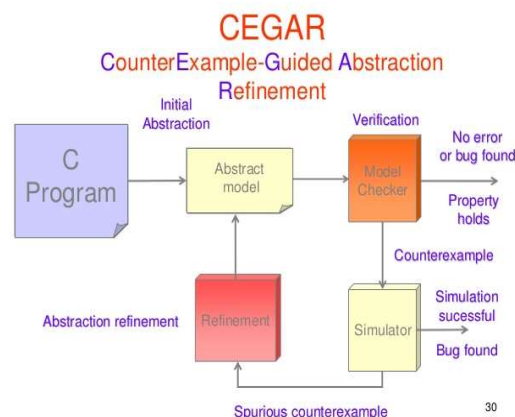 CEGAR
CounterExample-Guided Abstraction
Refinement
Initial
Abstraction
Verification
C
Program
Abstract
model
Model
Checker
No error
or bug found
Property
holds
Counterexample
Abstraction refinement
Refinement
Simulator
Simulation
sucessful
Bug found
Spurious counterexample
30